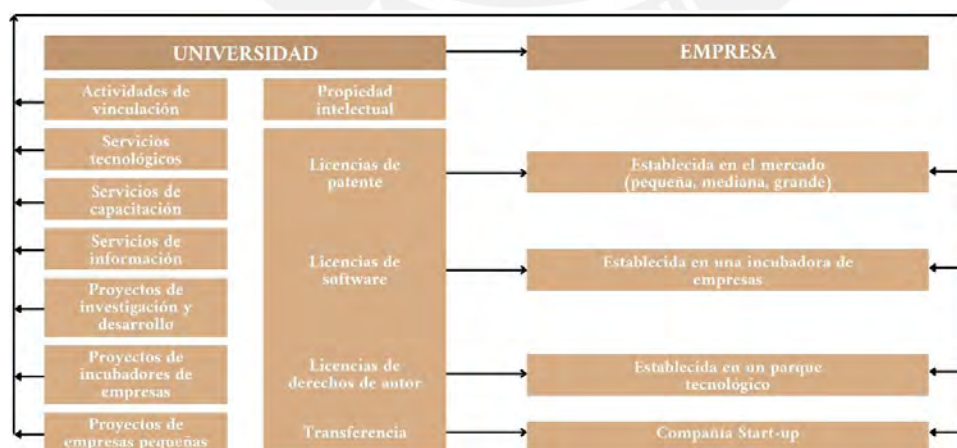 UNIVERSIDAD
EMPRESA
Actividades de
vinculación
Propiedad
intelectual
Servicios
tecnológicos
Licencias de
patente
Establecida en el mercado
(pequeña, mediana, grande)
Servicios de
capacitación
Servicios de
información
Licencias de
software
Establecida en una incubadora de
empresas
Proyectos de
investigación y
desarrollo
Proyectos de
incubadores de
empresas
Licencias de
derechos de autor
Establecida en un parque
tecnológico
Proyectos de
empresas pequeñas
Transferencia
Compañía Start-up